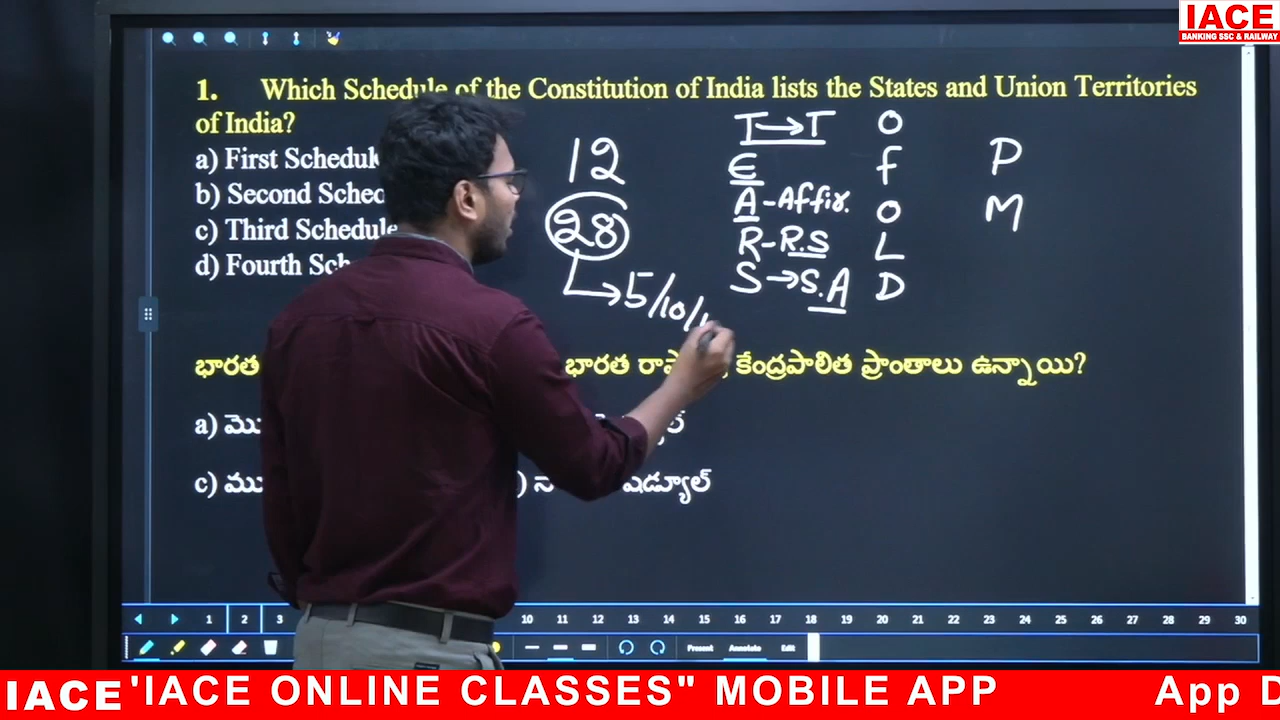 IACE
BANKING SSC & RAILWAY
1. Which Schedule of the Constitution of India lists the States and Union Territories
of India?
a) First Schedul
b) Second Sched
c) Third Schedule
d) Fourth Sch
12
28
→5/10/1
T→T
E
A-Affir.
R-R.S
S→S.A
O
F
O
L
D
P
M
భారత భారత కేంద్రపాలిత ప్రాంతాలు ఉన్నాయి?
a) మొ
c) ము ) షెడ్యూల్
1 2 3 10 11 12 13 14 15 16 17 18 19 20 21 22 23 24 25 26 27 28 29 30
Present Annotate Edit
IACE 'IACE ONLINE CLASSES" MOBILE APP App D